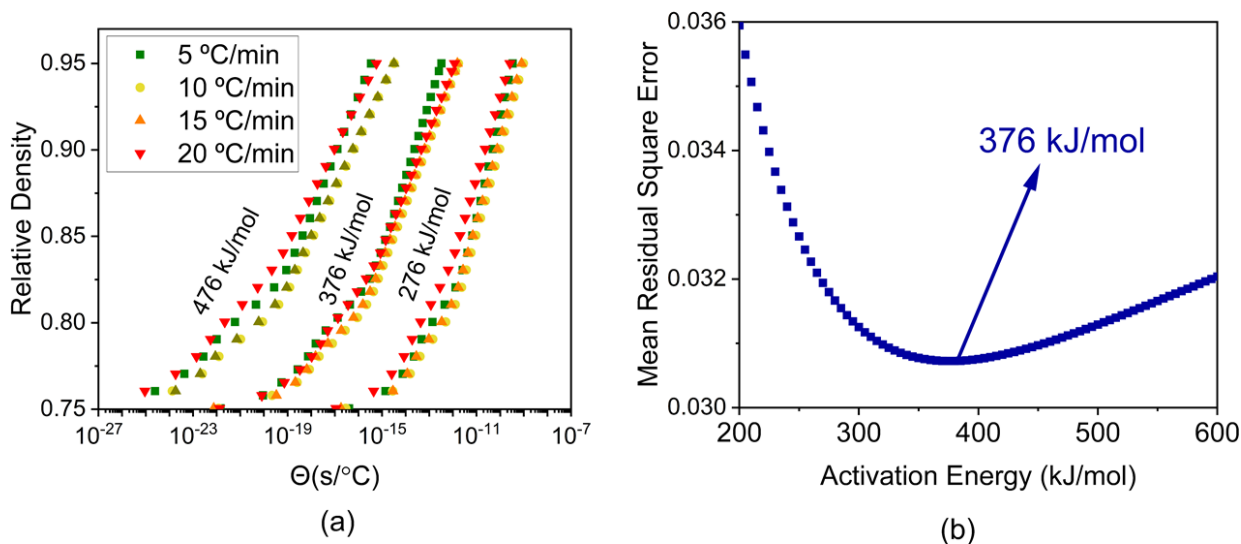 0.95
0.90
0.85
0.80
0.75
Relative Density
5 ºC/min
10 ºC/min
15 ºC/min
20 ºC/min
476 kJ/mol
376 kJ/mol
276 kJ/mol
10⁻²⁷
10⁻²³
10⁻¹⁹
10⁻¹⁵
10⁻¹¹
10⁻⁷
Θ(s/°C)
(a)
0.036
0.034
0.032
0.030
Mean Residual Square Error
376 kJ/mol
200
300
400
500
600
Activation Energy (kJ/mol)
(b)